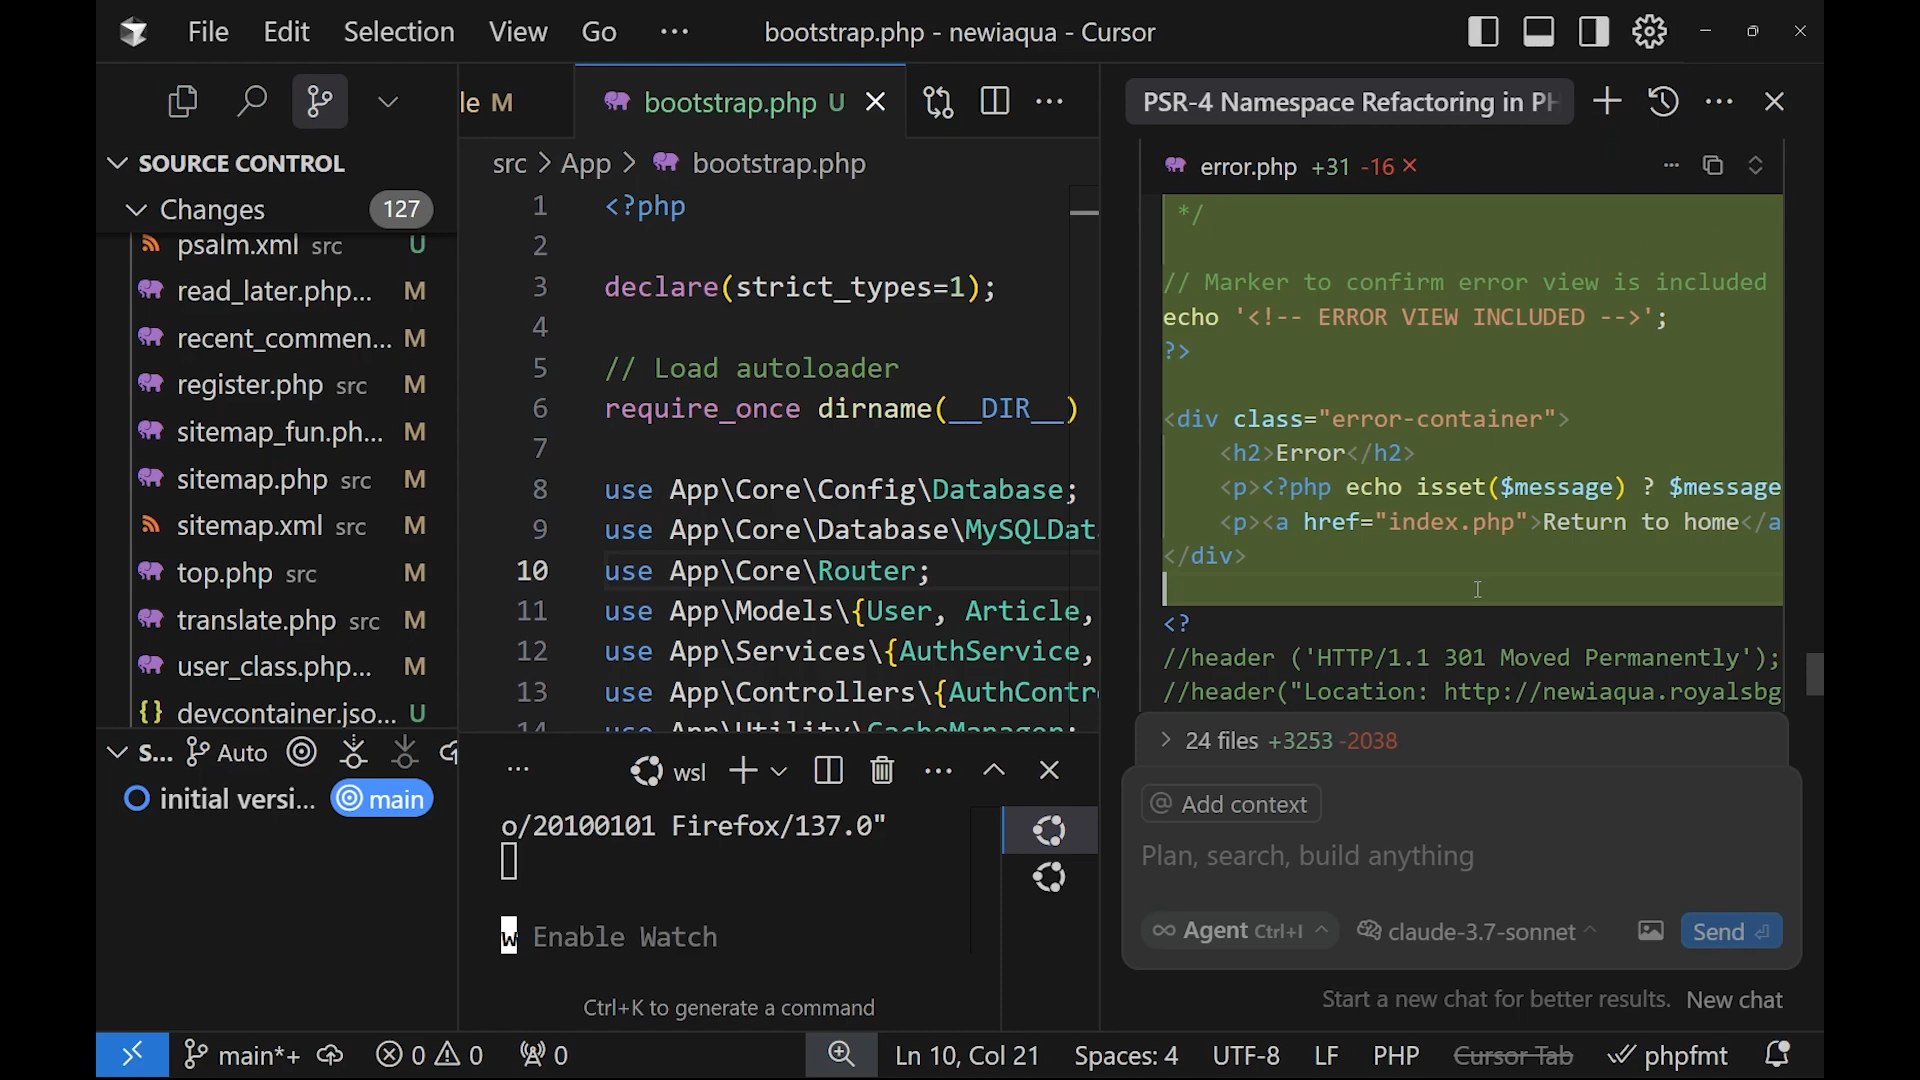 File Edit Selection View Go ··· bootstrap.php - newiaqua - Cursor
le M bootstrap.php U
PSR-4 Namespace Refactoring in PH
SOURCE CONTROL
Changes 127
psalm.xml src U
read_later.php... M
recent_commen... M
register.php src M
sitemap_fun.ph... M
sitemap.php src M
sitemap.xml src M
top.php src M
translate.php src M
user_class.php... M
{} devcontainer.jso... U
S... Auto
initial versi... main
src > App > bootstrap.php
1 <?php
2
3 declare(strict_types=1);
4
5 // Load autoloader
6 require_once dirname(__DIR__)
7
8 use App\Core\Config\Database;
9 use App\Core\Database\MySQLDat
10 use App\Core\Router;
11 use App\Models\{User, Article,
12 use App\Services\{AuthService,
13 use App\Controllers\{AuthContr
14 use App\Utility\CacheManager;
··· wsl
o/20100101 Firefox/137.0"
w Enable Watch
Ctrl+K to generate a command
error.php +31 -16
*/
// Marker to confirm error view is included
echo '<!-- ERROR VIEW INCLUDED -->';
?>
<div class="error-container">
<h2>Error</h2>
<p><?php echo isset($message) ? $message
<p><a href="index.php">Return to home</a
</div>
<?
//header ('HTTP/1.1 301 Moved Permanently');
//header("Location: http://newiaqua.royalsbg
> 24 files +3253 -2038
@ Add context
Plan, search, build anything
∞ Agent Ctrl+I claude-3.7-sonnet Send
Start a new chat for better results. New chat
main*+ 0 0 0 Ln 10, Col 21 Spaces: 4 UTF-8 LF PHP Cursor Tab phpfmt